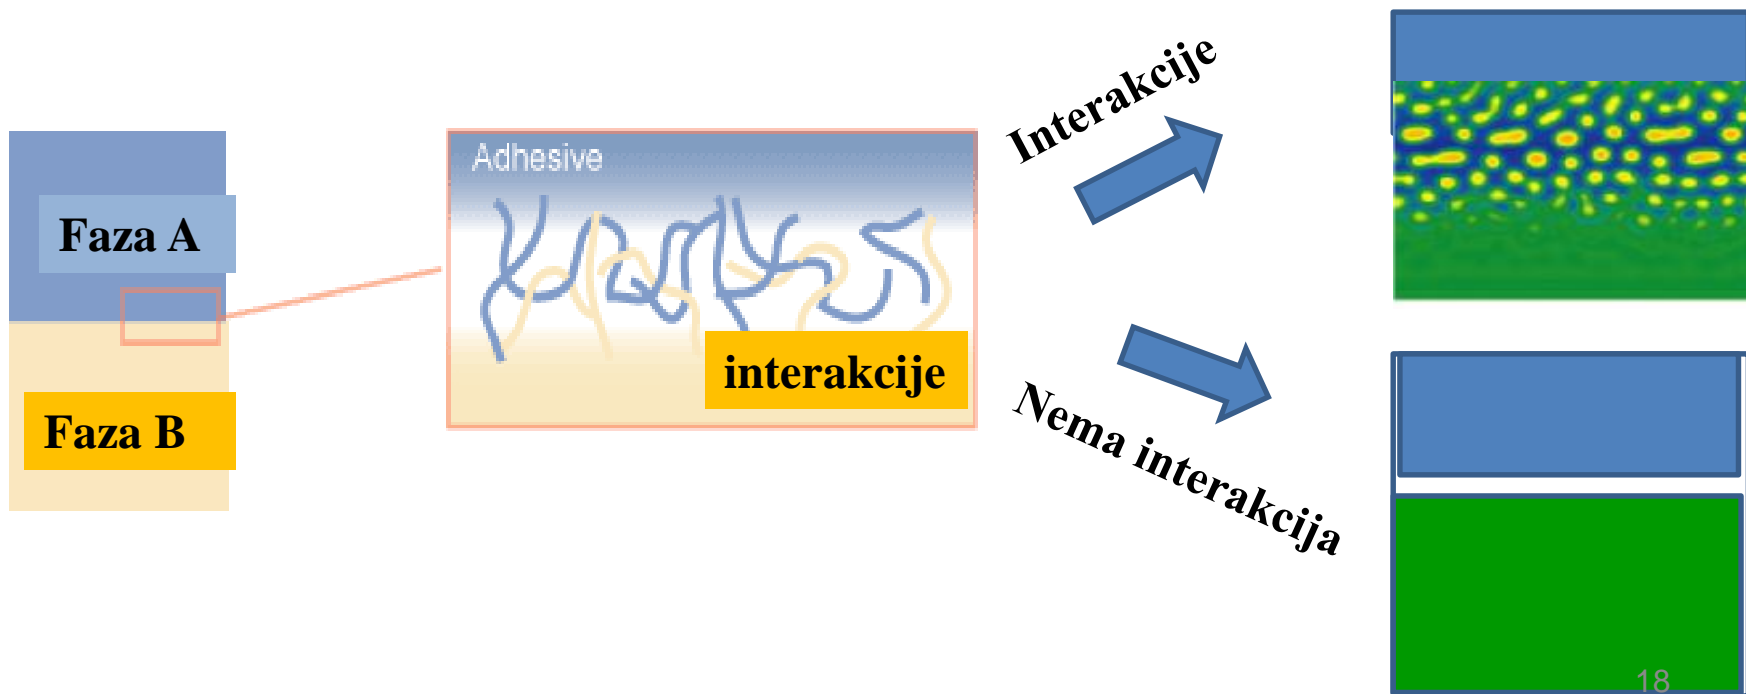 Faza A
Faza B
Adhesive
interakcije
Interakcije
Nema interakcija
18